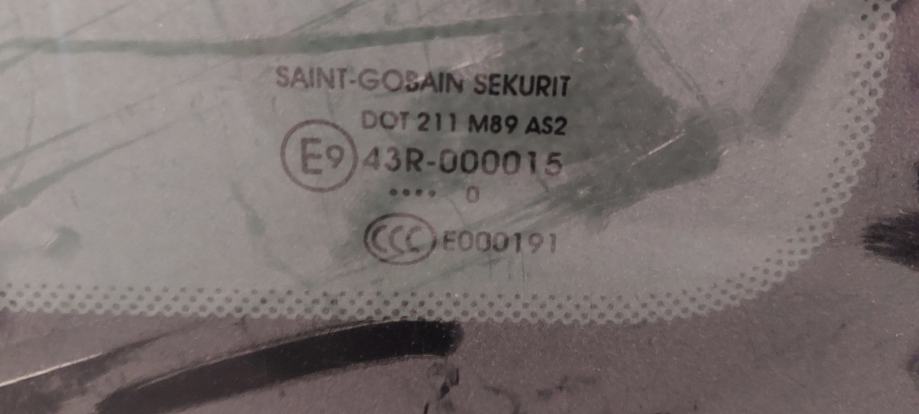 SAINT-GOBAIN SEKURIT
DOT 211 M89 AS2
E9 43R-000015
•••• 0
CCC E000191